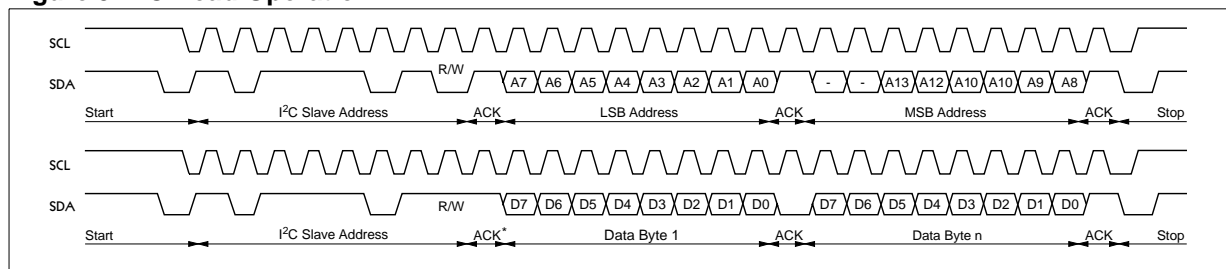 SCL
R/W
SDA A7 A6 A5 A4 A3 A2 A1 A0 - - A13 A12 A10 A10 A9 A8
Start I²C Slave Address ACK LSB Address ACK MSB Address ACK Stop
SCL
SDA R/W D7 D6 D5 D4 D3 D2 D1 D0 D7 D6 D5 D4 D3 D2 D1 D0
Start I²C Slave Address ACK* Data Byte 1 ACK Data Byte n ACK Stop